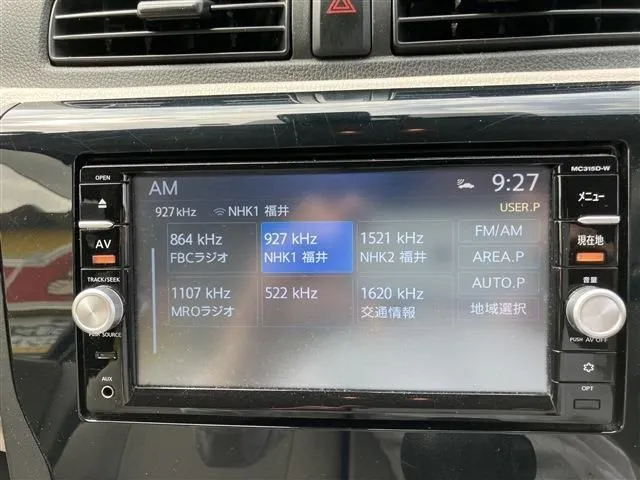 MC315D-W
OPEN
AM
9:27
メニュー
927 kHz NHK1 福井
USER.P
AV
864 kHz
FBCラジオ
927 kHz
NHK1 福井
1521 kHz
NHK2 福井
FM/AM
AREA.P
現在地
TRACK/SEEK
1107 kHz
MROラジオ
522 kHz
1620 kHz
交通情報
AUTO.P
地域選択
音量
PUSH SOURCE
PUSH AV OFF
AUX
OPT